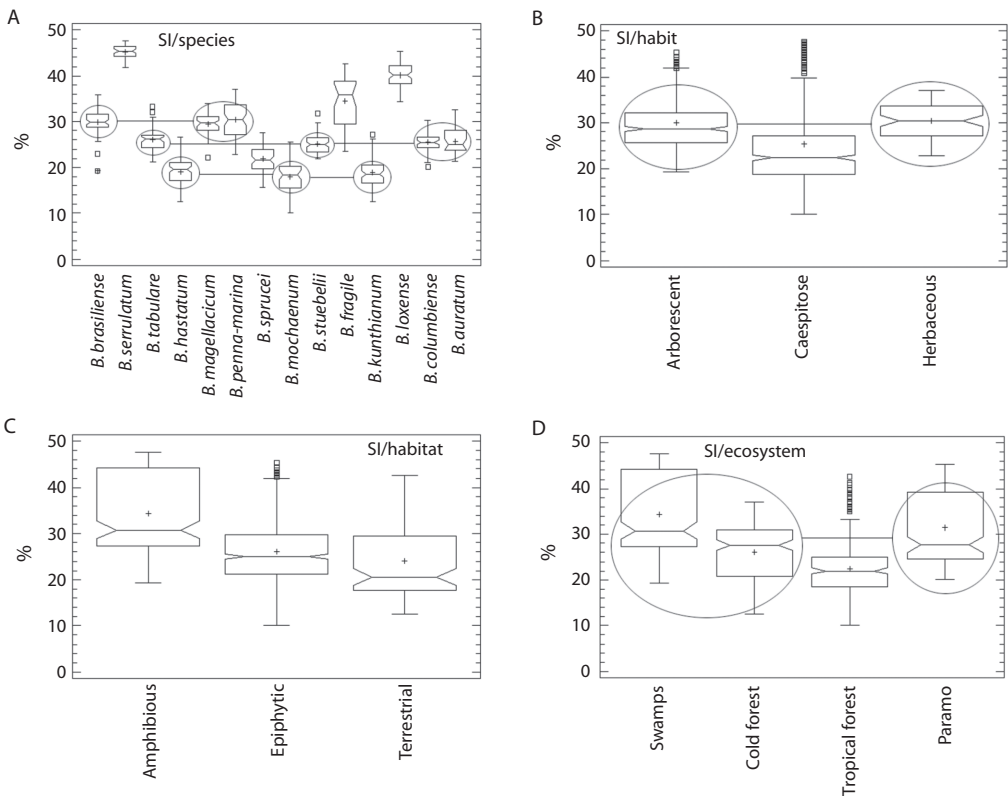 A
SI/species
50
40
30
20
10
0
%
B. brasiliense
B. serrulatum
B. tabulare
B. hastatum
B. magellacicum
B. penna-marina
B. sprucei
B. mochaenum
B. stuebelii
B. fragile
B. kunthianum
B. loxense
B. columbiense
B. auratum
B
SI/habit
50
40
30
20
10
0
%
Arborescent
Caespitose
Herbaceous
C
SI/habitat
50
40
30
20
10
0
%
Amphibious
Epiphytic
Terrestrial
D
SI/ecosystem
50
40
30
20
10
0
%
Swamps
Cold forest
Tropical forest
Paramo